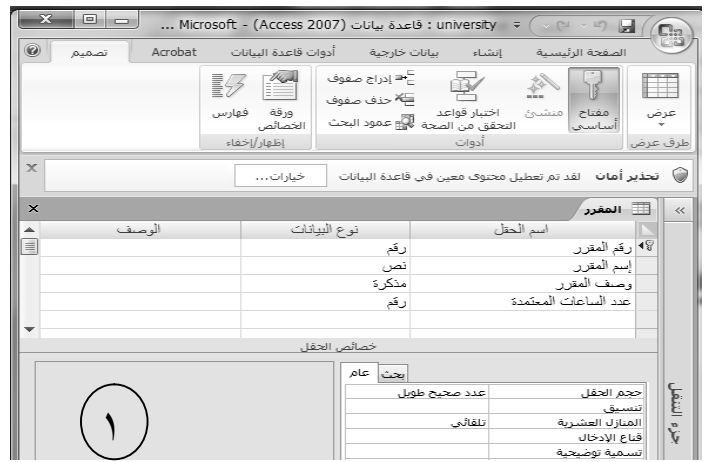 university : قاعدة بيانات (Access 2007) - Microsoft ...
الصفحة الرئيسية إنشاء بيانات خارجية أدوات قاعدة البيانات Acrobat تصميم
عرض
مفتاح أساسي
منشئ
اختبار قواعد التحقق من الصحة
إدراج صفوف
حذف صفوف
عمود البحث
ورقة الخصائص
فهارس
طرق عرض أدوات إظهار/إخفاء
تحذير أمان لقد تم تعطيل محتوى معين في قاعدة البيانات خيارات...
المقرر
اسم الحقل نوع البيانات الوصف
رقم المقرر رقم
إسم المقرر نص
وصف المقرر مذكرة
عدد الساعات المعتمدة رقم
خصائص الحقل
عام بحث
حجم الحقل عدد صحيح طويل
تنسيق
المنازل العشرية تلقائي
قناع الإدخال
تسمية توضيحية
جزء التنقل
١